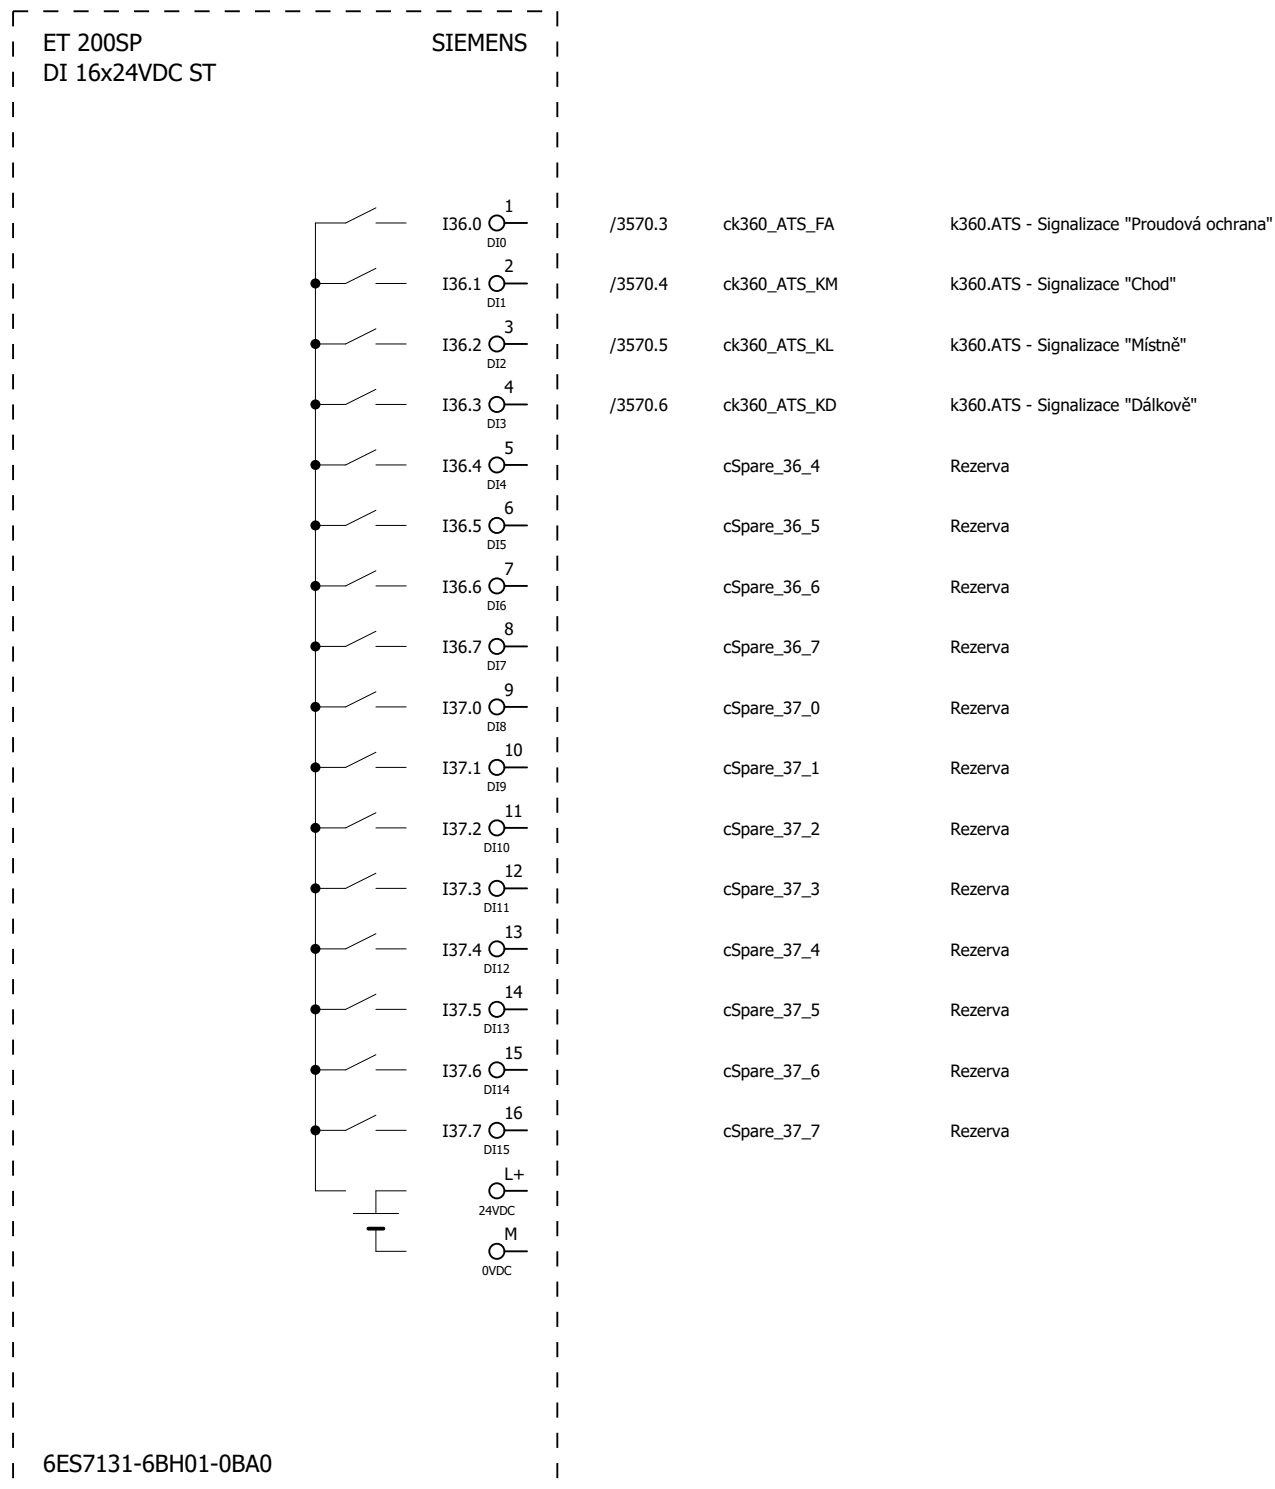 ET 200SP SIEMENS
DI 16x24VDC ST
1
I36.0 /3570.3 ck360_ATS_FA k360.ATS - Signalizace "Proudová ochrana"
DI0
2
I36.1 /3570.4 ck360_ATS_KM k360.ATS - Signalizace "Chod"
DI1
3
I36.2 /3570.5 ck360_ATS_KL k360.ATS - Signalizace "Místně"
DI2
4
I36.3 /3570.6 ck360_ATS_KD k360.ATS - Signalizace "Dálkově"
DI3
5
I36.4 cSpare_36_4 Rezerva
DI4
6
I36.5 cSpare_36_5 Rezerva
DI5
7
I36.6 cSpare_36_6 Rezerva
DI6
8
I36.7 cSpare_36_7 Rezerva
DI7
9
I37.0 cSpare_37_0 Rezerva
DI8
10
I37.1 cSpare_37_1 Rezerva
DI9
11
I37.2 cSpare_37_2 Rezerva
DI10
12
I37.3 cSpare_37_3 Rezerva
DI11
13
I37.4 cSpare_37_4 Rezerva
DI12
14
I37.5 cSpare_37_5 Rezerva
DI13
15
I37.6 cSpare_37_6 Rezerva
DI14
16
I37.7 cSpare_37_7 Rezerva
DI15
L+
24VDC
M
0VDC
6ES7131-6BH01-0BA0